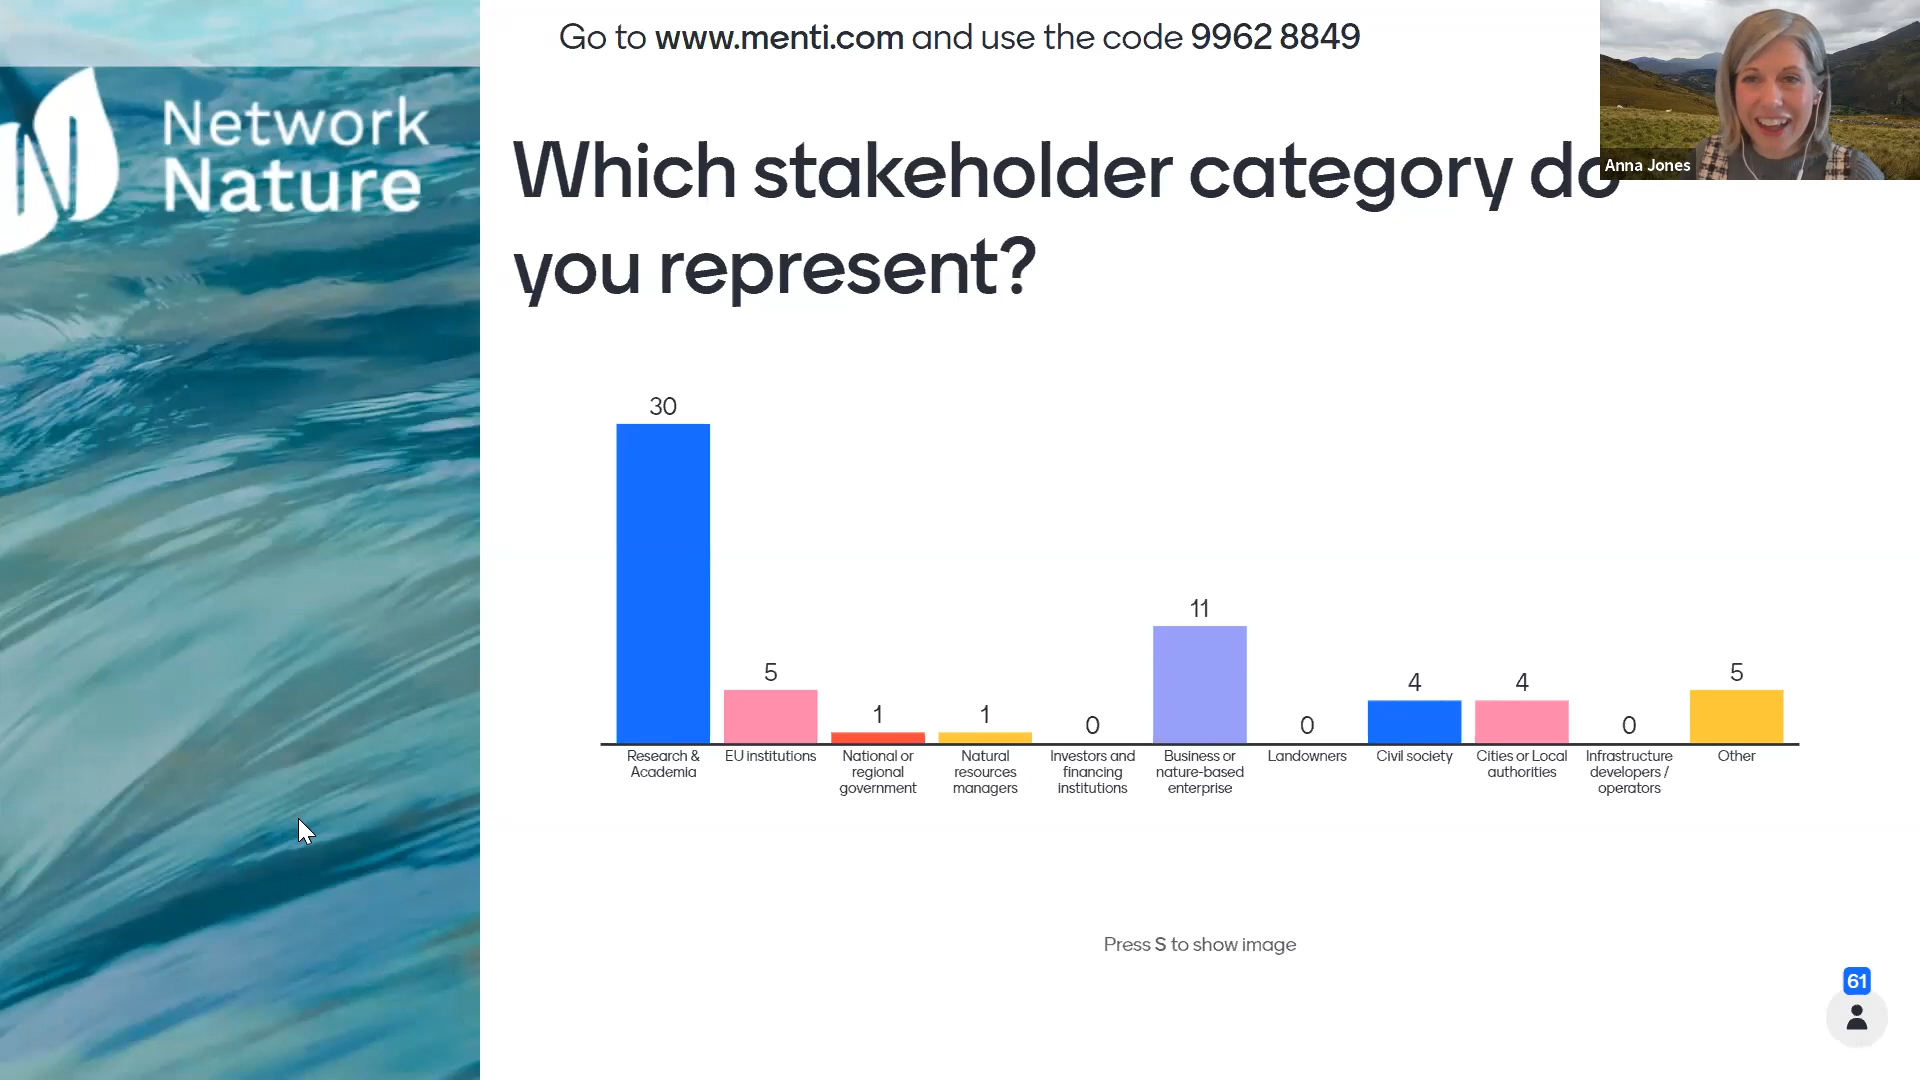 Go to www.menti.com and use the code 9962 8849
Network
Nature
Which stakeholder category do
you represent?
Anna Jones
30
5
1
1
0
11
0
4
4
0
5
Research &
Academia
EU institutions
National or
regional
government
Natural
resources
managers
Investors and
financing
institutions
Business or
nature-based
enterprise
Landowners
Civil society
Cities or Local
authorities
Infrastructure
developers /
operators
Other
Press S to show image
61